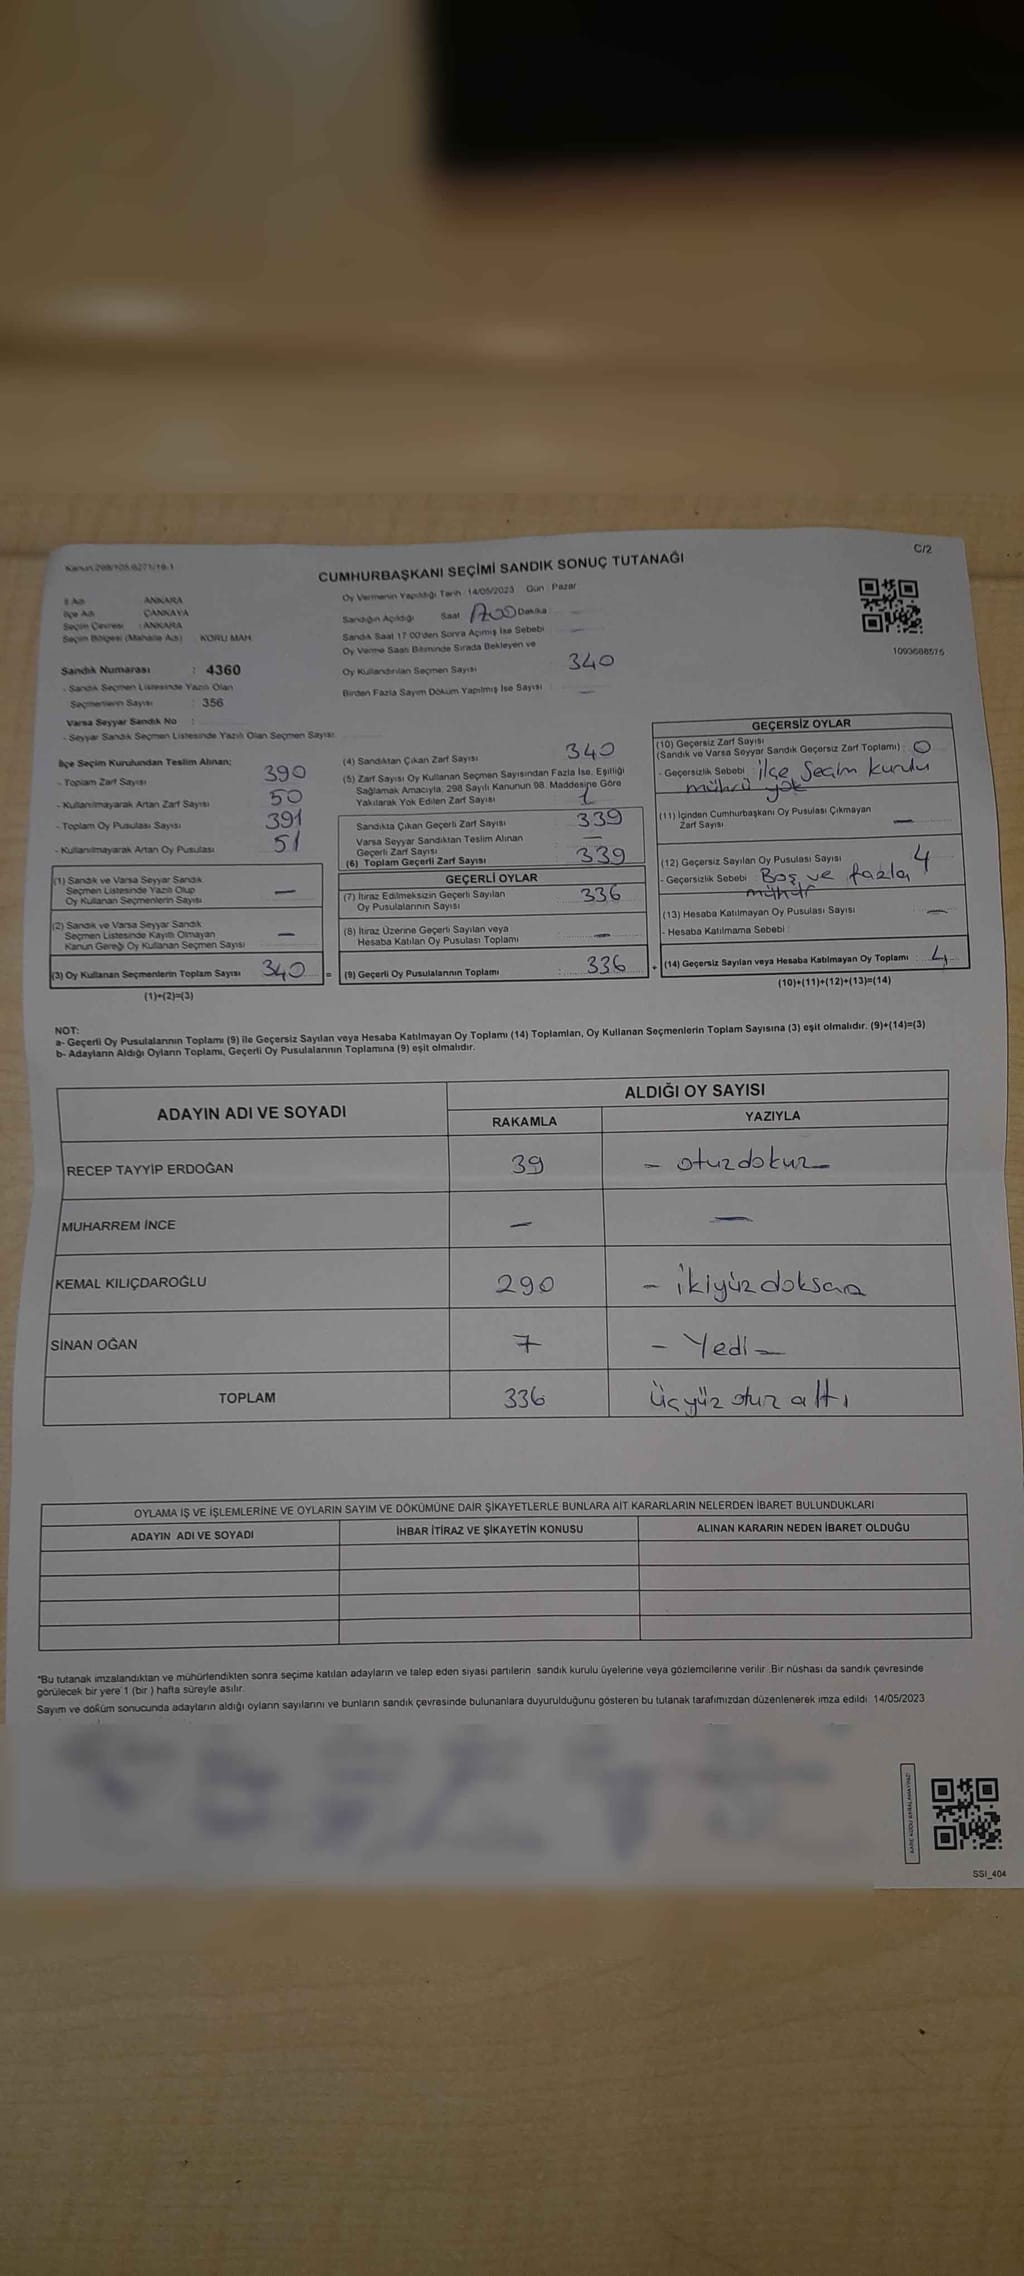 C/2
Kanun 298/105.6271/19-1
CUMHURBAŞKANI SEÇİMİ SANDIK SONUÇ TUTANAĞI
İl Adı ANKARA
İlçe Adı ÇANKAYA
Seçim Çevresi : ANKARA
Seçim Bölgesi (Mahalle Adı) KORU MAH
Sandık Numarası : 4360
- Sandık Seçmen Listesinde Yazılı Olan
Seçmenlerin Sayısı 356
Varsa Seyyar Sandık No :
- Seyyar Sandık Seçmen Listesinde Yazılı Olan Seçmen Sayısı:
Oy Vermenin Yapıldığı Tarih 14/05/2023 Gün : Pazar
Sandığın Açıldığı Saat 1700 Dakika
Sandık Saat 17.00'den Sonra Açımış İse Sebebi —
Oy Verme Saati Bitiminde Sırada Bekleyen ve
Oy Kullandırılan Seçmen Sayısı 340
Birden Fazla Sayım Döküm Yapılmış İse Sayısı —
1093688575
İlçe Seçim Kurulundan Teslim Alınan;
- Toplam Zarf Sayısı 390
- Kullanılmayarak Artan Zarf Sayısı 50
- Toplam Oy Pusulası Sayısı 391
- Kullanılmayarak Artan Oy Pusulası 51
(1) Sandık ve Varsa Seyyar Sandık
Seçmen Listesinde Yazılı Olup
Oy Kullanan Seçmenlerin Sayısı —
(2) Sandık ve Varsa Seyyar Sandık
Seçmen Listesinde Kayıtlı Olmayan
Kanun Gereği Oy Kullanan Seçmen Sayısı —
(3) Oy Kullanan Seçmenlerin Toplam Sayısı 340 =
(1)+(2)=(3)
(4) Sandıktan Çıkan Zarf Sayısı 340
(5) Zarf Sayısı Oy Kullanan Seçmen Sayısından Fazla İse, Eşitliği
Sağlamak Amacıyla, 298 Sayılı Kanunun 98. Maddesine Göre
Yakılarak Yok Edilen Zarf Sayısı 1
Sandıkta Çıkan Geçerli Zarf Sayısı 339
Varsa Seyyar Sandıktan Teslim Alınan
Geçerli Zarf Sayısı —
(6) Toplam Geçerli Zarf Sayısı 339
GEÇERLİ OYLAR
(7) İtiraz Edilmeksizin Geçerli Sayılan
Oy Pusulalarının Sayısı 336
(8) İtiraz Üzerine Geçerli Sayılan veya
Hesaba Katılan Oy Pusulası Toplamı —
(9) Geçerli Oy Pusulalarının Toplamı : 336 +
GEÇERSİZ OYLAR
(10) Geçersiz Zarf Sayısı
(Sandık ve Varsa Seyyar Sandık Geçersiz Zarf Toplamı) : 0
- Geçersizlik Sebebi : ilçe Seçim kurulu
mührü yok
(11) İçinden Cumhurbaşkanı Oy Pusulası Çıkmayan
Zarf Sayısı —
(12) Geçersiz Sayılan Oy Pusulası Sayısı 4
- Geçersizlik Sebebi Boş ve fazla
mühür
(13) Hesaba Katılmayan Oy Pusulası Sayısı —
- Hesaba Katılmama Sebebi :
(14) Geçersiz Sayılan veya Hesaba Katılmayan Oy Toplamı : 4
(10)+(11)+(12)+(13)=(14)
NOT:
a- Geçerli Oy Pusulalarının Toplamı (9) ile Geçersiz Sayılan veya Hesaba Katılmayan Oy Toplamı (14) Toplamları, Oy Kullanan Seçmenlerin Toplam Sayısına (3) eşit olmalıdır. (9)+(14)=(3)
b- Adayların Aldığı Oyların Toplamı, Geçerli Oy Pusulalarının Toplamına (9) eşit olmalıdır.
ADAYIN ADI VE SOYADI ALDIĞI OY SAYISI
RAKAMLA YAZIYLA
RECEP TAYYİP ERDOĞAN 39 - otuzdokuz -
MUHARREM İNCE — —
KEMAL KILIÇDAROĞLU 290 - ikiyüz doksan
SİNAN OĞAN 7 - Yedi -
TOPLAM 336 üçyüz otuz altı
OYLAMA İŞ VE İŞLEMLERİNE VE OYLARIN SAYIM VE DÖKÜMÜNE DAİR ŞİKAYETLERLE BUNLARA AİT KARARLARIN NELERDEN İBARET BULUNDUKLARI
ADAYIN ADI VE SOYADI İHBAR İTİRAZ VE ŞİKAYETİN KONUSU ALINAN KARARIN NEDEN İBARET OLDUĞU
*Bu tutanak imzalandıktan ve mühürlendikten sonra seçime katılan adayların ve talep eden siyasi partilerin sandık kurulu üyelerine veya gözlemcilerine verilir. Bir nüshası da sandık çevresinde
görülecek bir yere 1 (bir ) hafta süreyle asılır.
Sayım ve döküm sonucunda adayların aldığı oyların sayılarını ve bunların sandık çevresinde bulunanlara duyurulduğunu gösteren bu tutanak tarafımızdan düzenlenerek imza edildi 14/05/2023
KARE KODU KARALAMAYINIZ!
SSI_404